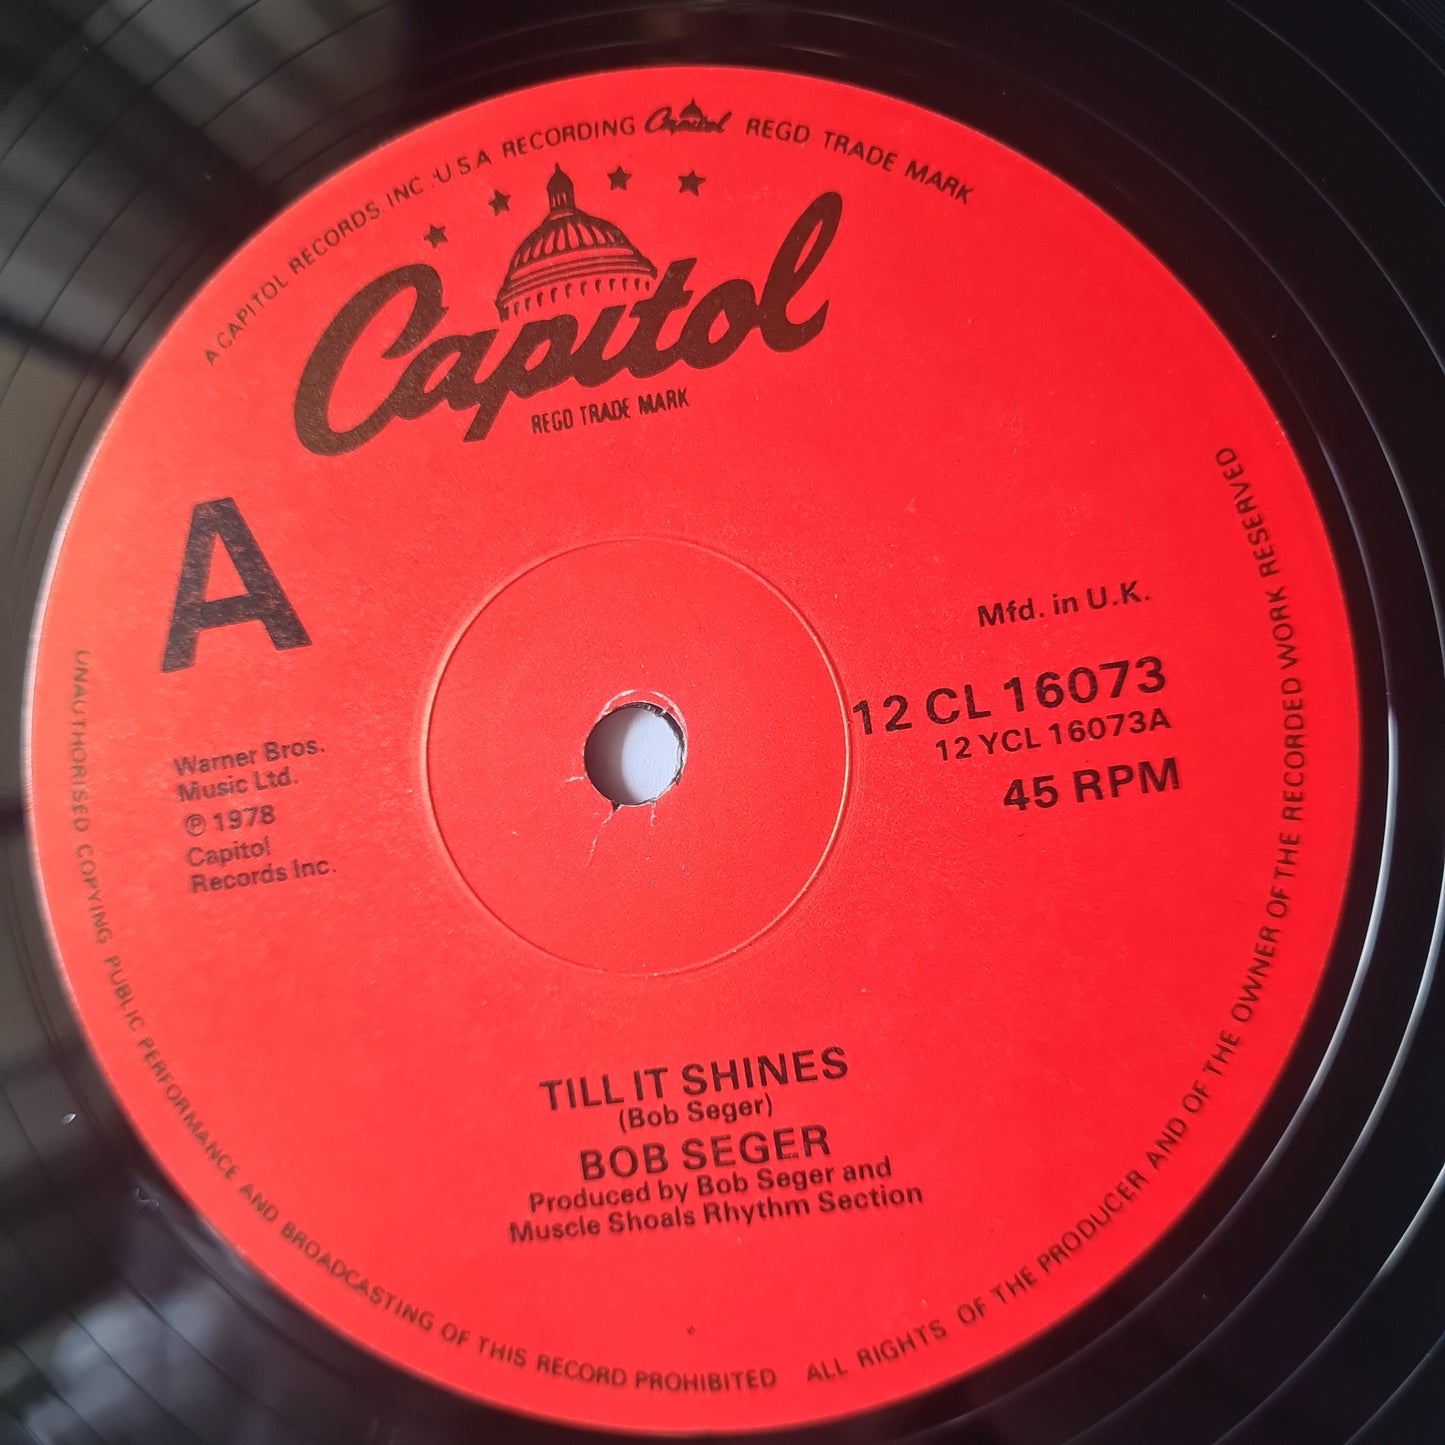 A CAPITOL RECORDS. INC. U.S.A RECORDING Capitol REGD TRADE MARK
Capitol
REGD TRADE MARK
A
Mfd. in U.K.
12 CL 16073
12 YCL 16073A
45 RPM
Warner Bros.
Music Ltd.
℗ 1978
Capitol
Records Inc.
TILL IT SHINES
(Bob Seger)
BOB SEGER
Produced by Bob Seger and
Muscle Shoals Rhythm Section
UNAUTHORISED COPYING PUBLIC PERFORMANCE AND BROADCASTING OF THIS RECORD PROHIBITED ALL RIGHTS OF THE PRODUCER AND OF THE OWNER OF THE RECORDED WORK RESERVED